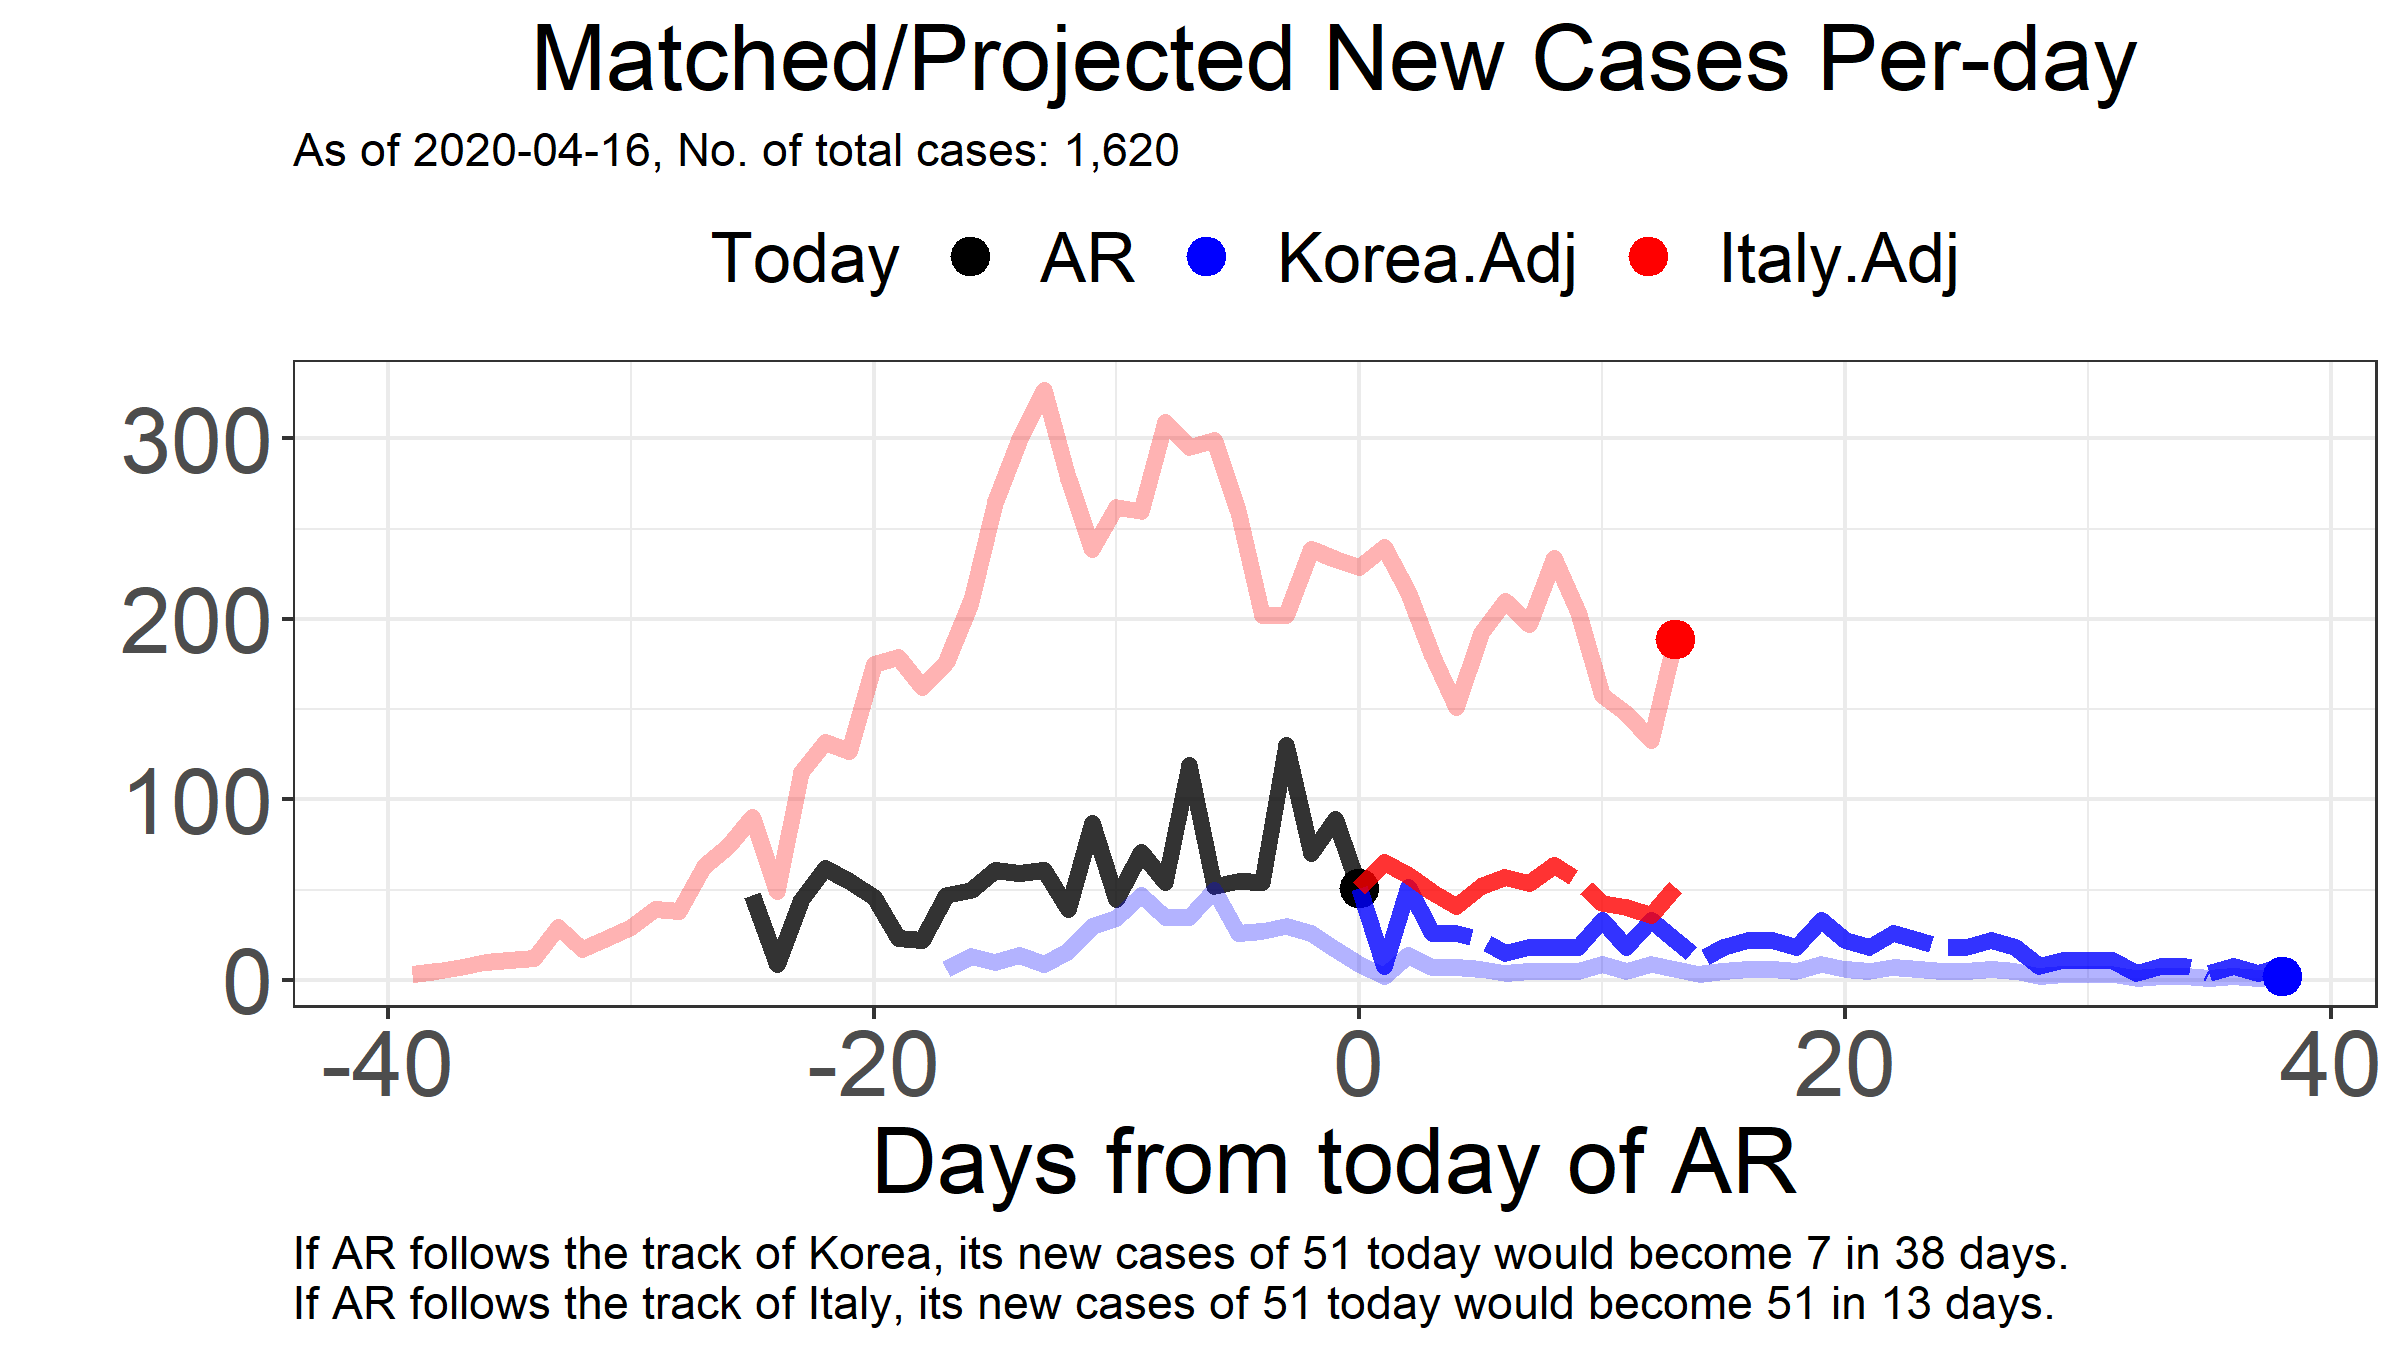 Matched/Projected New Cases Per-day
As of 2020-04-16, No. of total cases: 1,620
Today AR Korea.Adj Italy.Adj
300
200
100
0
-40 -20 0 20 40
Days from today of AR
If AR follows the track of Korea, its new cases of 51 today would become 7 in 38 days.
If AR follows the track of Italy, its new cases of 51 today would become 51 in 13 days.